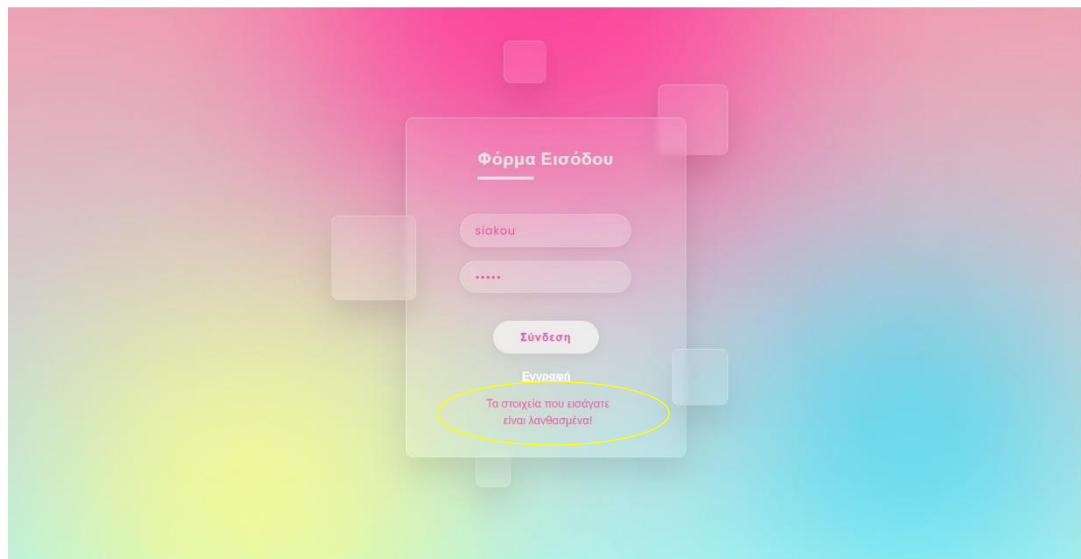 Φόρμα Εισόδου
siakou
•••••
Σύνδεση
Εγγραφή
Τα στοιχεία που εισάγατε
είναι λανθασμένα!